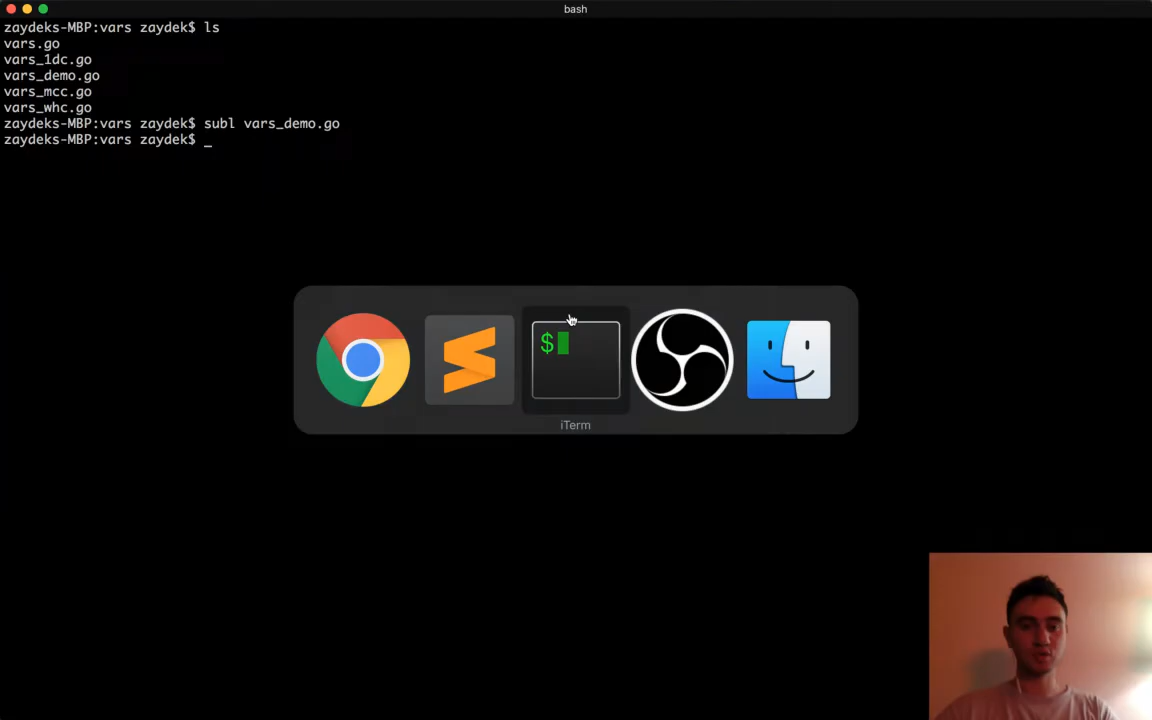 bash
zaydeks-MBP:vars zaydek$ ls
vars.go
vars_1dc.go
vars_demo.go
vars_mcc.go
vars_whc.go
zaydeks-MBP:vars zaydek$ subl vars_demo.go
zaydeks-MBP:vars zaydek$ _
$
iTerm